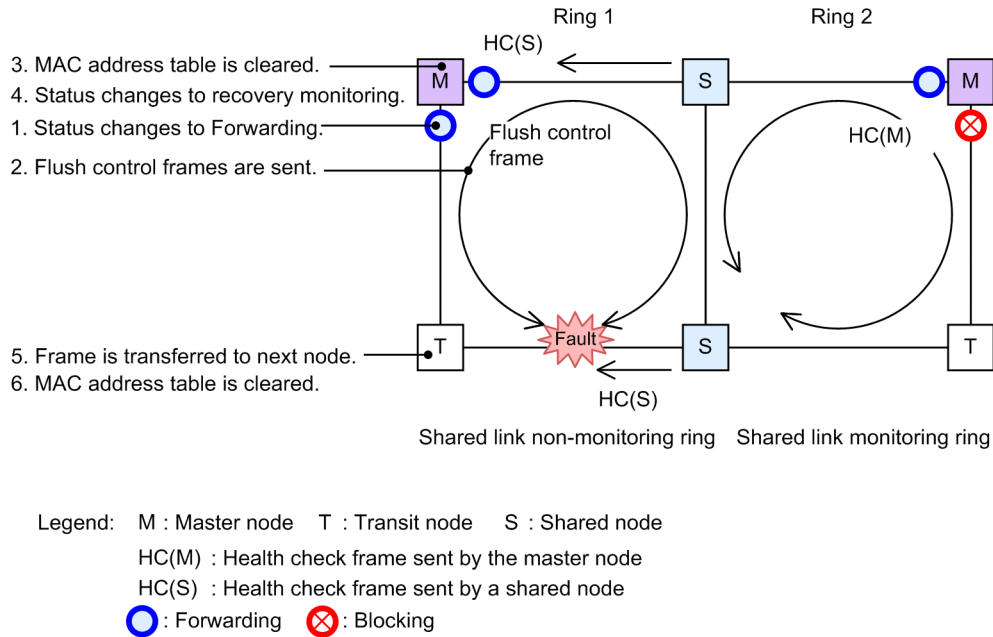 Ring 1
Ring 2
HC(S)
3. MAC address table is cleared.
M
S
M
4. Status changes to recovery monitoring.
1. Status changes to Forwarding.
Flush control
frame
HC(M)
2. Flush control frames are sent.
5. Frame is transferred to next node.
T
Fault
S
T
6. MAC address table is cleared.
HC(S)
Shared link non-monitoring ring
Shared link monitoring ring
Legend: M : Master node T : Transit node S : Shared node
HC(M) : Health check frame sent by the master node
HC(S) : Health check frame sent by a shared node
: Forwarding : Blocking